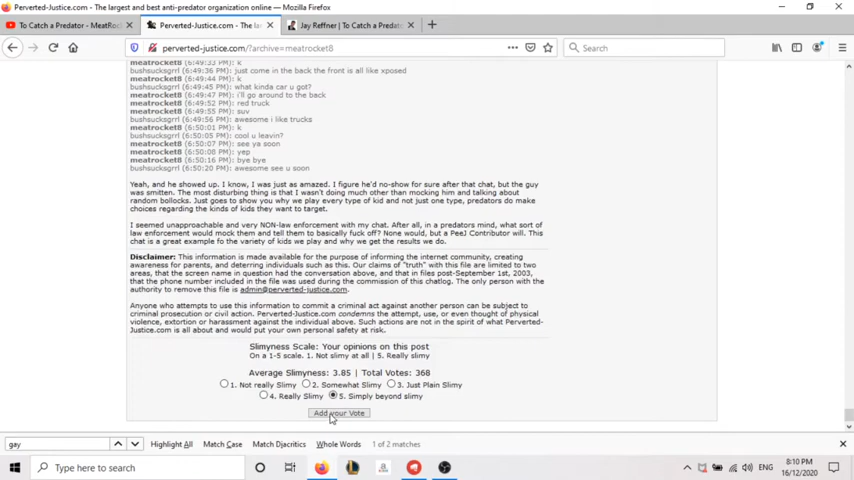 Perverted-Justice.com - The largest and best anti-predator organization online - Mozilla Firefox
To Catch a Predator - MeatRock
Perverted-Justice.com - The lar
Jay Reffner | To Catch a Predato
perverted-justice.com/?archive=meatrocket8
Search
meatrocket8 (6:49:33 PM): k
bushsucksgrrl (6:49:36 PM): just come in the back the front is all like xposed
meatrocket8 (6:49:44 PM): k
bushsucksgrrl (6:49:45 PM): what kinda car u got?
meatrocket8 (6:49:47 PM): i'll go around to the back
meatrocket8 (6:49:52 PM): red truck
meatrocket8 (6:49:55 PM): suv
bushsucksgrrl (6:49:56 PM): awesome i like trucks
meatrocket8 (6:50:01 PM): k
bushsucksgrrl (6:50:05 PM): cool u leavin?
meatrocket8 (6:50:07 PM): see ya soon
meatrocket8 (6:50:08 PM): yep
meatrocket8 (6:50:16 PM): bye bye
bushsucksgrrl (6:50:20 PM): awesome see u soon
Yeah, and he showed up. I know, I was just as amazed. I figure he'd no-show for sure after that chat, but the guy
was smitten. The most disturbing thing is that I wasn't doing much other than mocking him and talking about
random bollocks. Just goes to show you why we play every type of kid and not just one type, predators do make
choices regarding the kinds of kids they want to target.
I seemed unapproachable and very NON-law enforcement with my chat. After all, in a predators mind, what sort of
law enforcement would mock them and tell them to basically fuck off? None would, but a PeeJ Contributor will. This
chat is a great example fo the variety of kids we play and why we get the results we do.
Disclaimer: This information is made available for the purpose of informing the internet community, creating
awareness for parents, and deterring individuals such as this. Our claims of "truth" with this file are limited to two
areas, that the screen name in question had the conversation above, and that in files post-September 1st, 2003,
that the phone number included in the file was used during the commission of this chatlog. The only person with the
authority to remove this file is admin@perverted-justice.com.
Anyone who attempts to use this information to commit a criminal act against another person can be subject to
criminal prosecution or civil action. Perverted-Justice.com condemns the attempt, use, or even thought of physical
violence, extortion or harassment against the individual above. Such actions are not in the spirit of what Perverted-
Justice.com is all about and would put your own personal safety at risk.
Slimyness Scale: Your opinions on this post
On a 1-5 scale. 1. Not slimy at all | 5. Really slimy
Average Slimyness: 3.85 | Total Votes: 368
1. Not really Slimy 2. Somewhat Slimy 3. Just Plain Slimy
4. Really Slimy 5. Simply beyond slimy
Add your Vote
gay Highlight All Match Case Match Diacritics Whole Words 1 of 2 matches
Type here to search
ENG
8:10 PM
16/12/2020